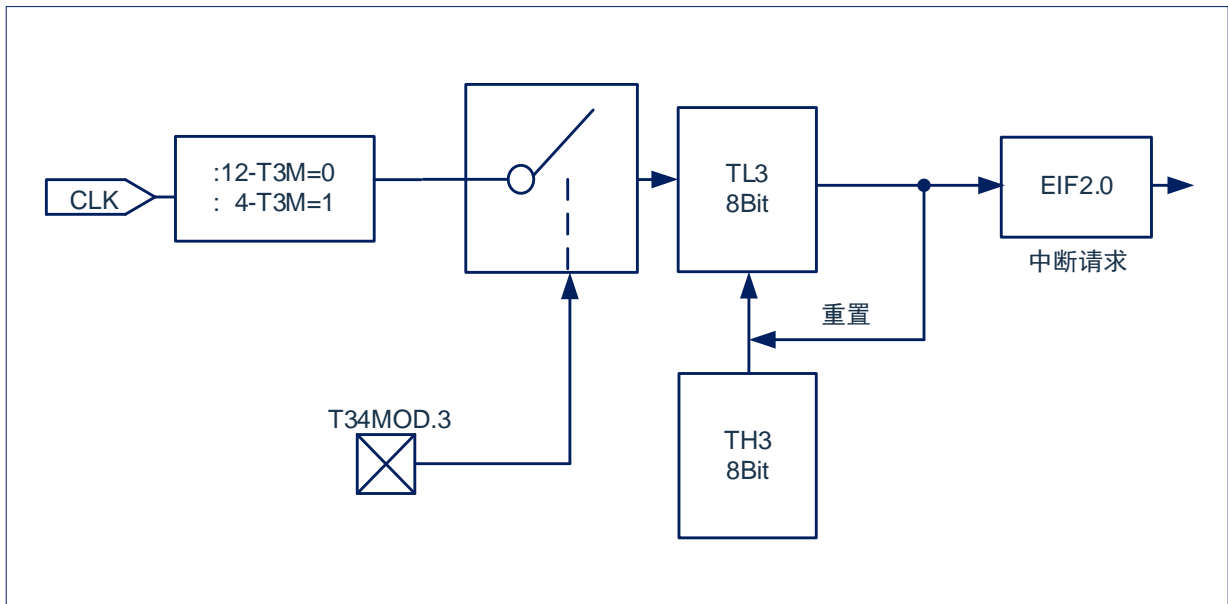 CLK
:12-T3M=0
: 4-T3M=1
TL3
8Bit
EIF2.0
中断请求
重置
T34MOD.3
TH3
8Bit